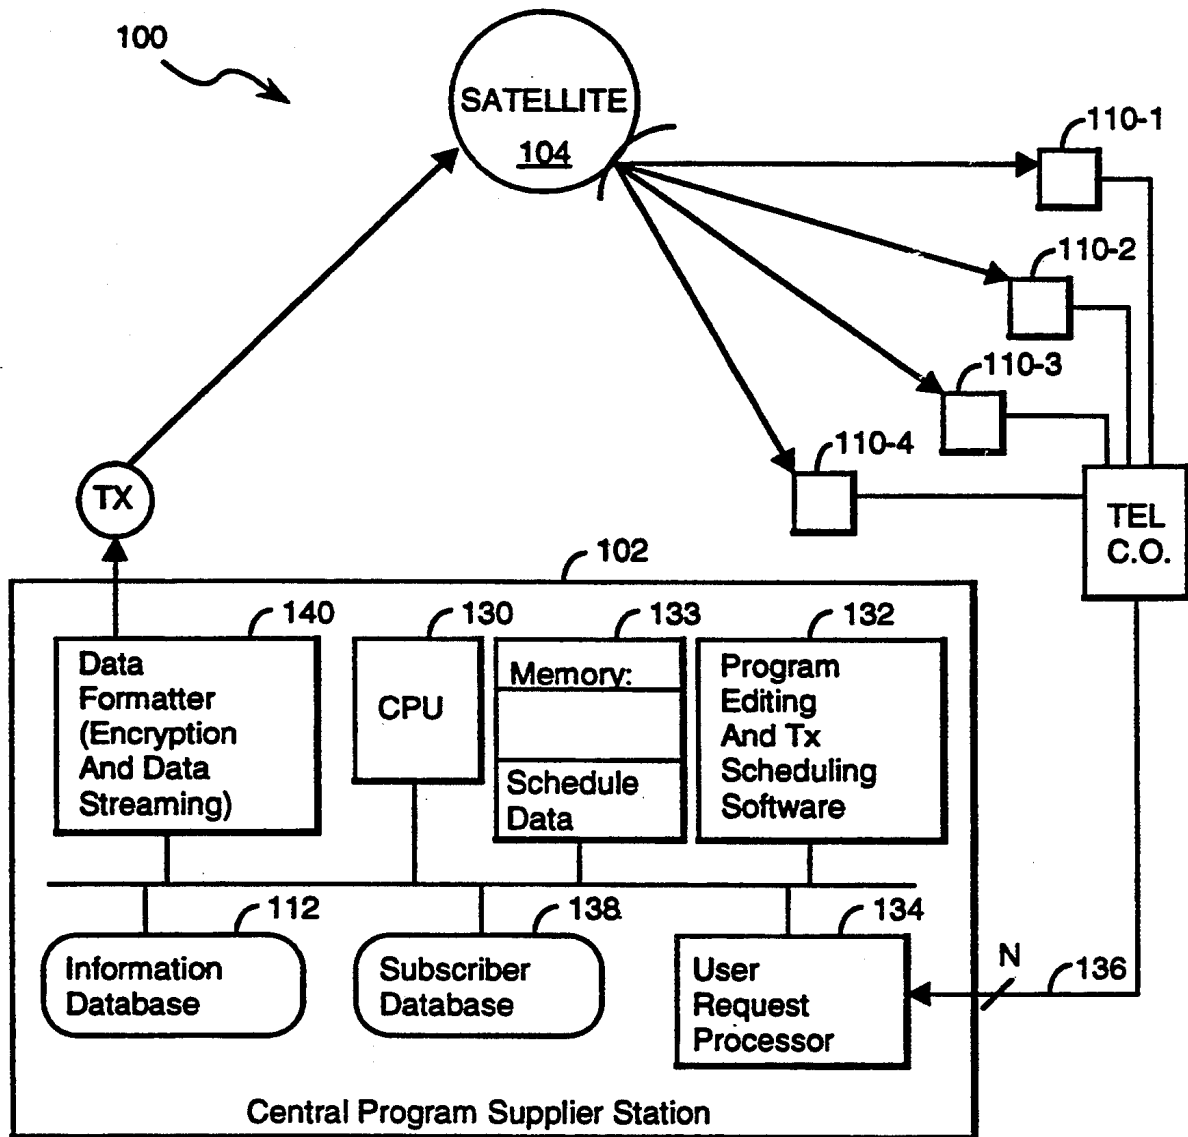 100
SATELLITE
104
110-1
110-2
110-3
110-4
TX
TEL
C.O.
102
140
130
133
132
Data
Formatter
(Encryption
And Data
Streaming)
CPU
Memory:
Schedule
Data
Program
Editing
And Tx
Scheduling
Software
112
138
134
Information
Database
Subscriber
Database
User
Request
Processor
N
136
Central Program Supplier Station